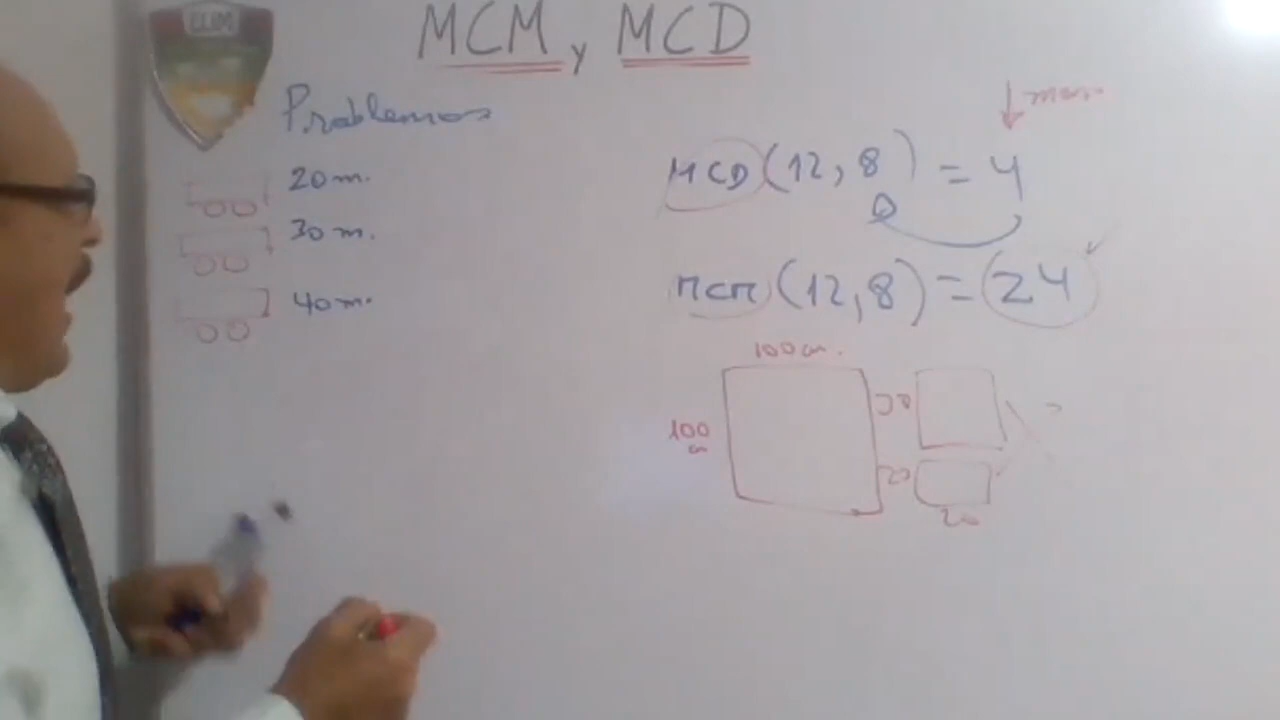 MCM y MCD
Problemas
20 m.
30 m.
40 m.
MCD (12, 8) = 4
MCM (12, 8) = 24
100 cm.
100
cm
20
20